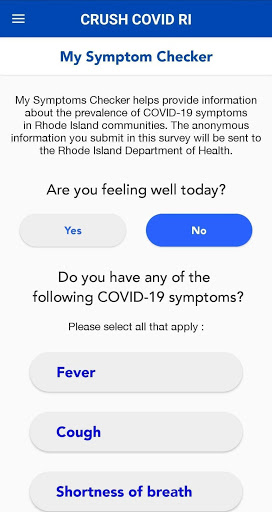 CRUSH COVID RI
My Symptom Checker
My Symptoms Checker helps provide information
about the prevalence of COVID-19 symptoms
in Rhode Island communities. The anonymous
information you submit in this survey will be sent to
the Rhode Island Department of Health.
Are you feeling well today?
Yes No
Do you have any of the
following COVID-19 symptoms?
Please select all that apply :
Fever
Cough
Shortness of breath